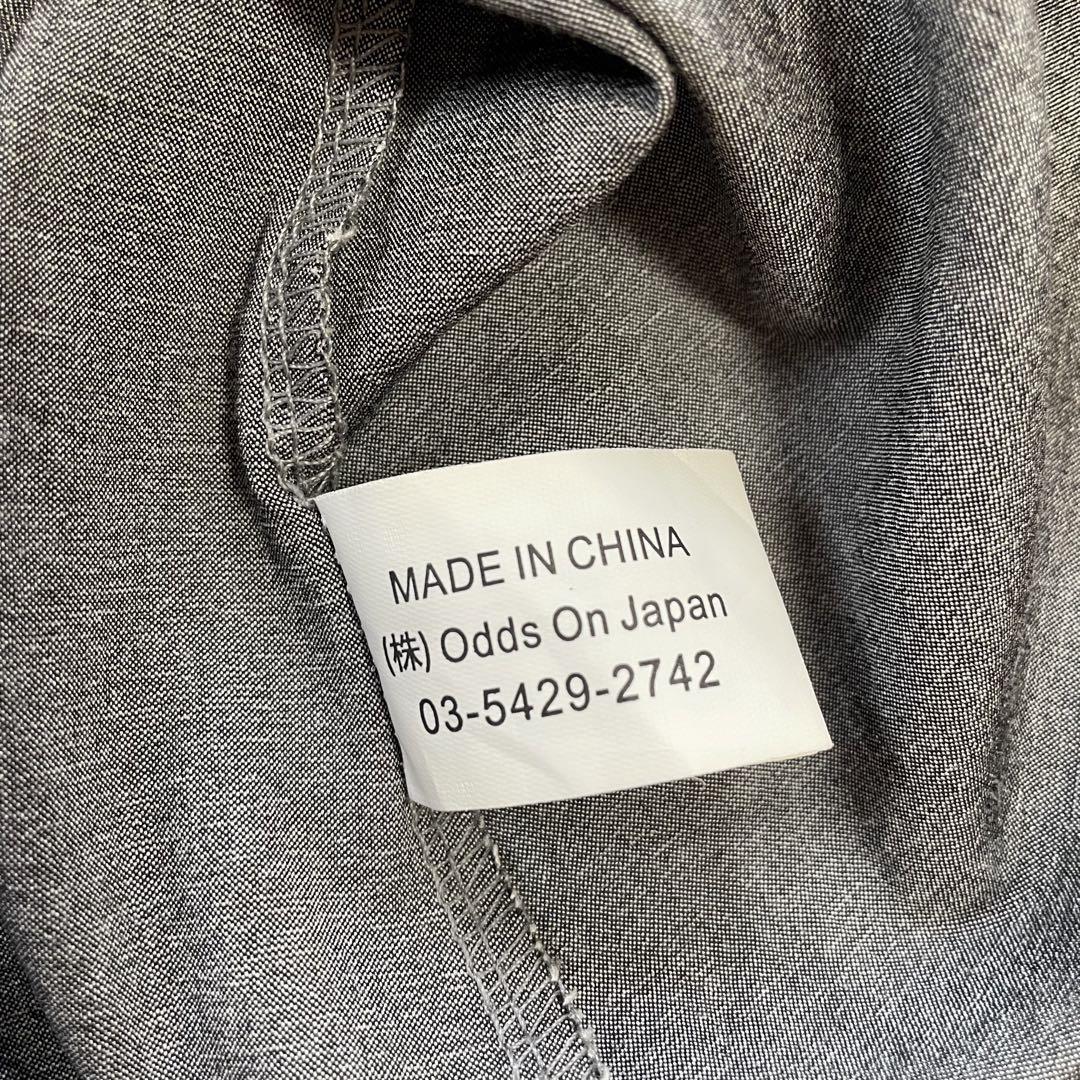 MADE IN CHINA
(株) Odds On Japan
03-5429-2742